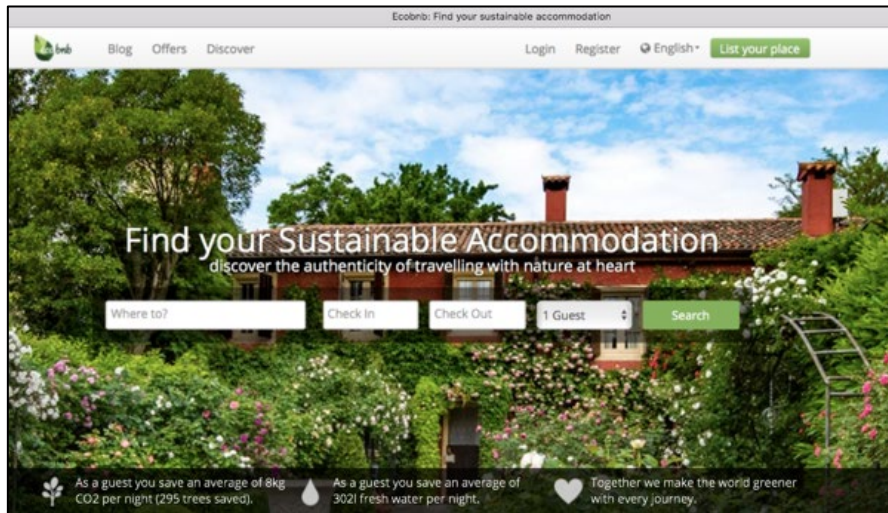 Ecobnb: Find your sustainable accommodation
eco bnb
Blog Offers Discover Login Register English List your place
Find your Sustainable Accommodation
discover the authenticity of travelling with nature at heart
Where to? Check In Check Out 1 Guest Search
As a guest you save an average of 8kg
CO2 per night (295 trees saved).
As a guest you save an average of
302l fresh water per night.
Together we make the world greener
with every journey.